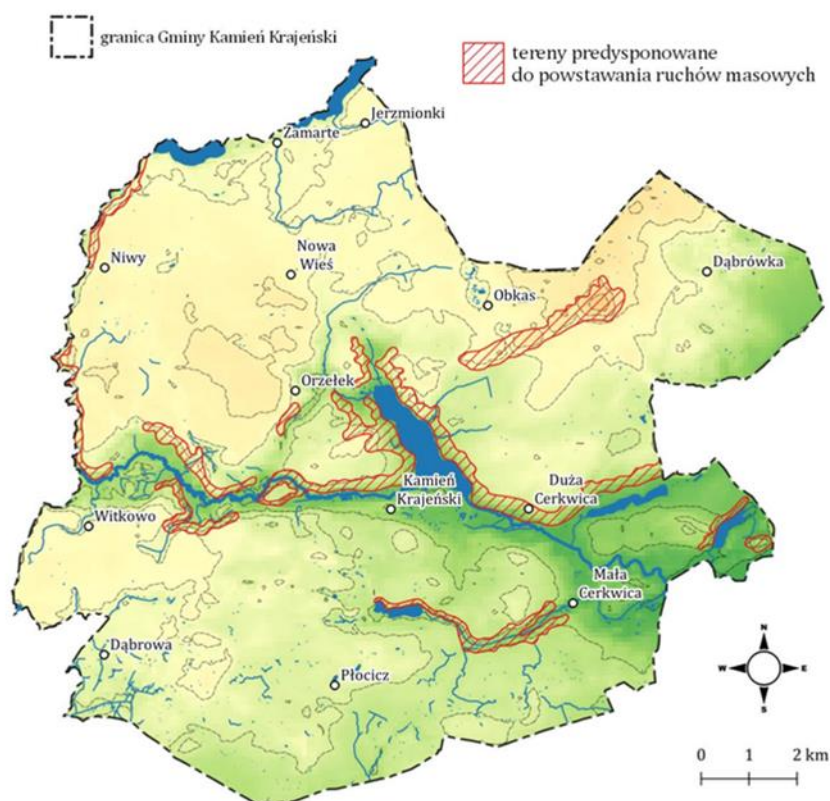 granica Gminy Kamień Krajeński
tereny predysponowane
do powstawania ruchów masowych
Jerzmionki
Zamarte
Niwy
Nowa
Wieś
Dąbrówka
Obkas
Orzełek
Kamień
Krajeński
Duża
Cerkwica
Witkowo
Mała
Cerkwica
Dąbrowa
Płocicz
N
W E
S
0 1 2 km